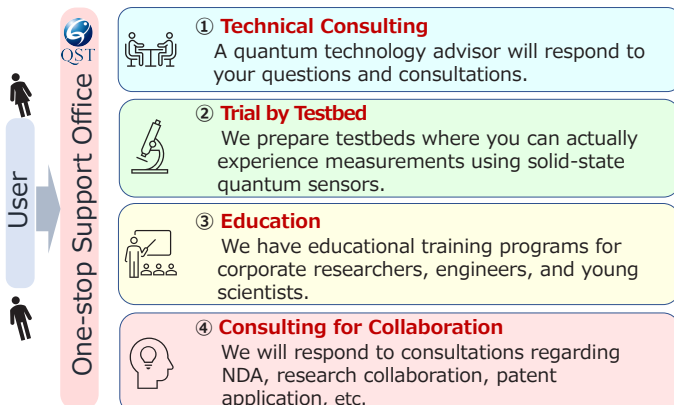 QST
User
One-stop Support Office
① Technical Consulting
A quantum technology advisor will respond to
your questions and consultations.
② Trial by Testbed
We prepare testbeds where you can actually
experience measurements using solid-state
quantum sensors.
③ Education
We have educational training programs for
corporate researchers, engineers, and young
scientists.
④ Consulting for Collaboration
We will respond to consultations regarding
NDA, research collaboration, patent
application, etc.